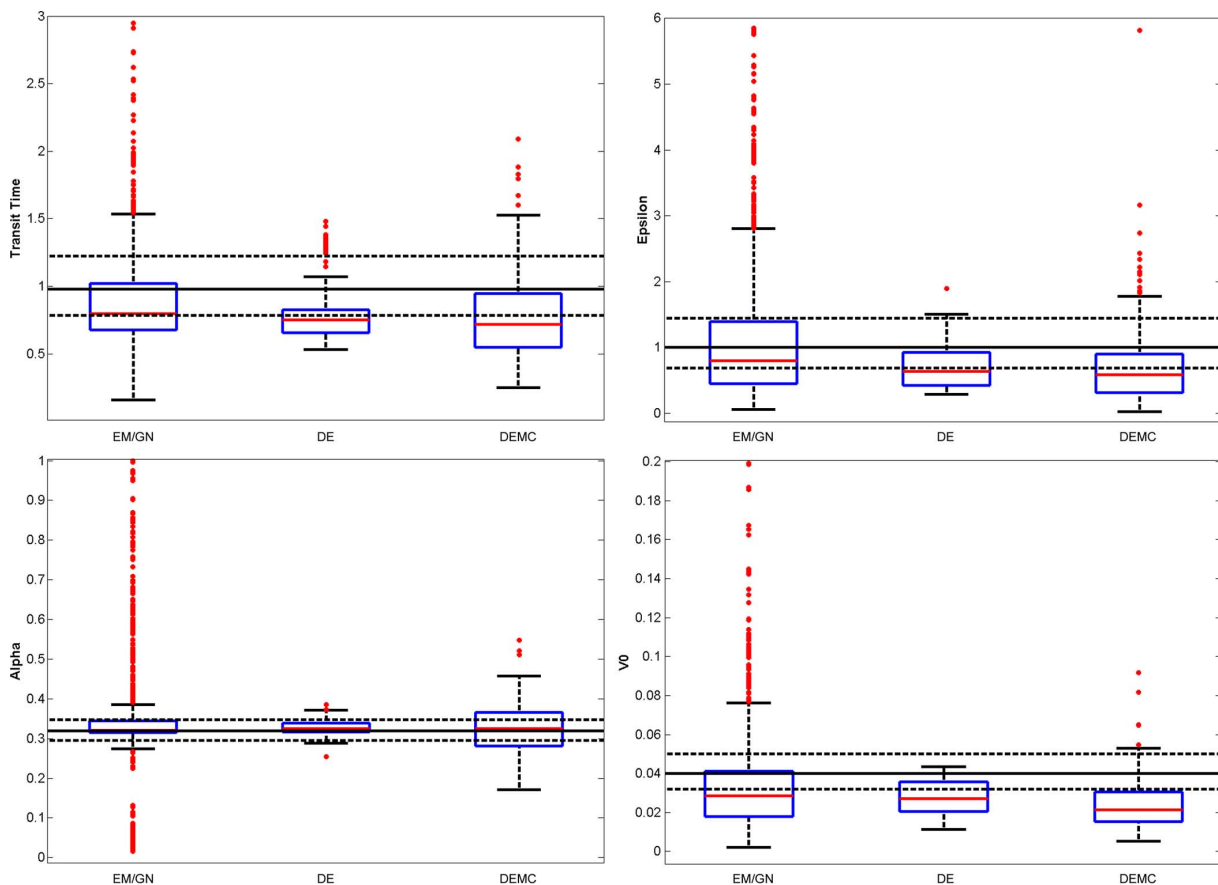 3
2.5
2
1.5
1
0.5
Transit Time
EM/GN
DE
DEMC
6
5
4
3
2
1
0
Epsilon
EM/GN
DE
DEMC
1
0.9
0.8
0.7
0.6
0.5
0.4
0.3
0.2
0.1
0
Alpha
EM/GN
DE
DEMC
0.2
0.18
0.16
0.14
0.12
0.1
0.08
0.06
0.04
0.02
0
V0
EM/GN
DE
DEMC